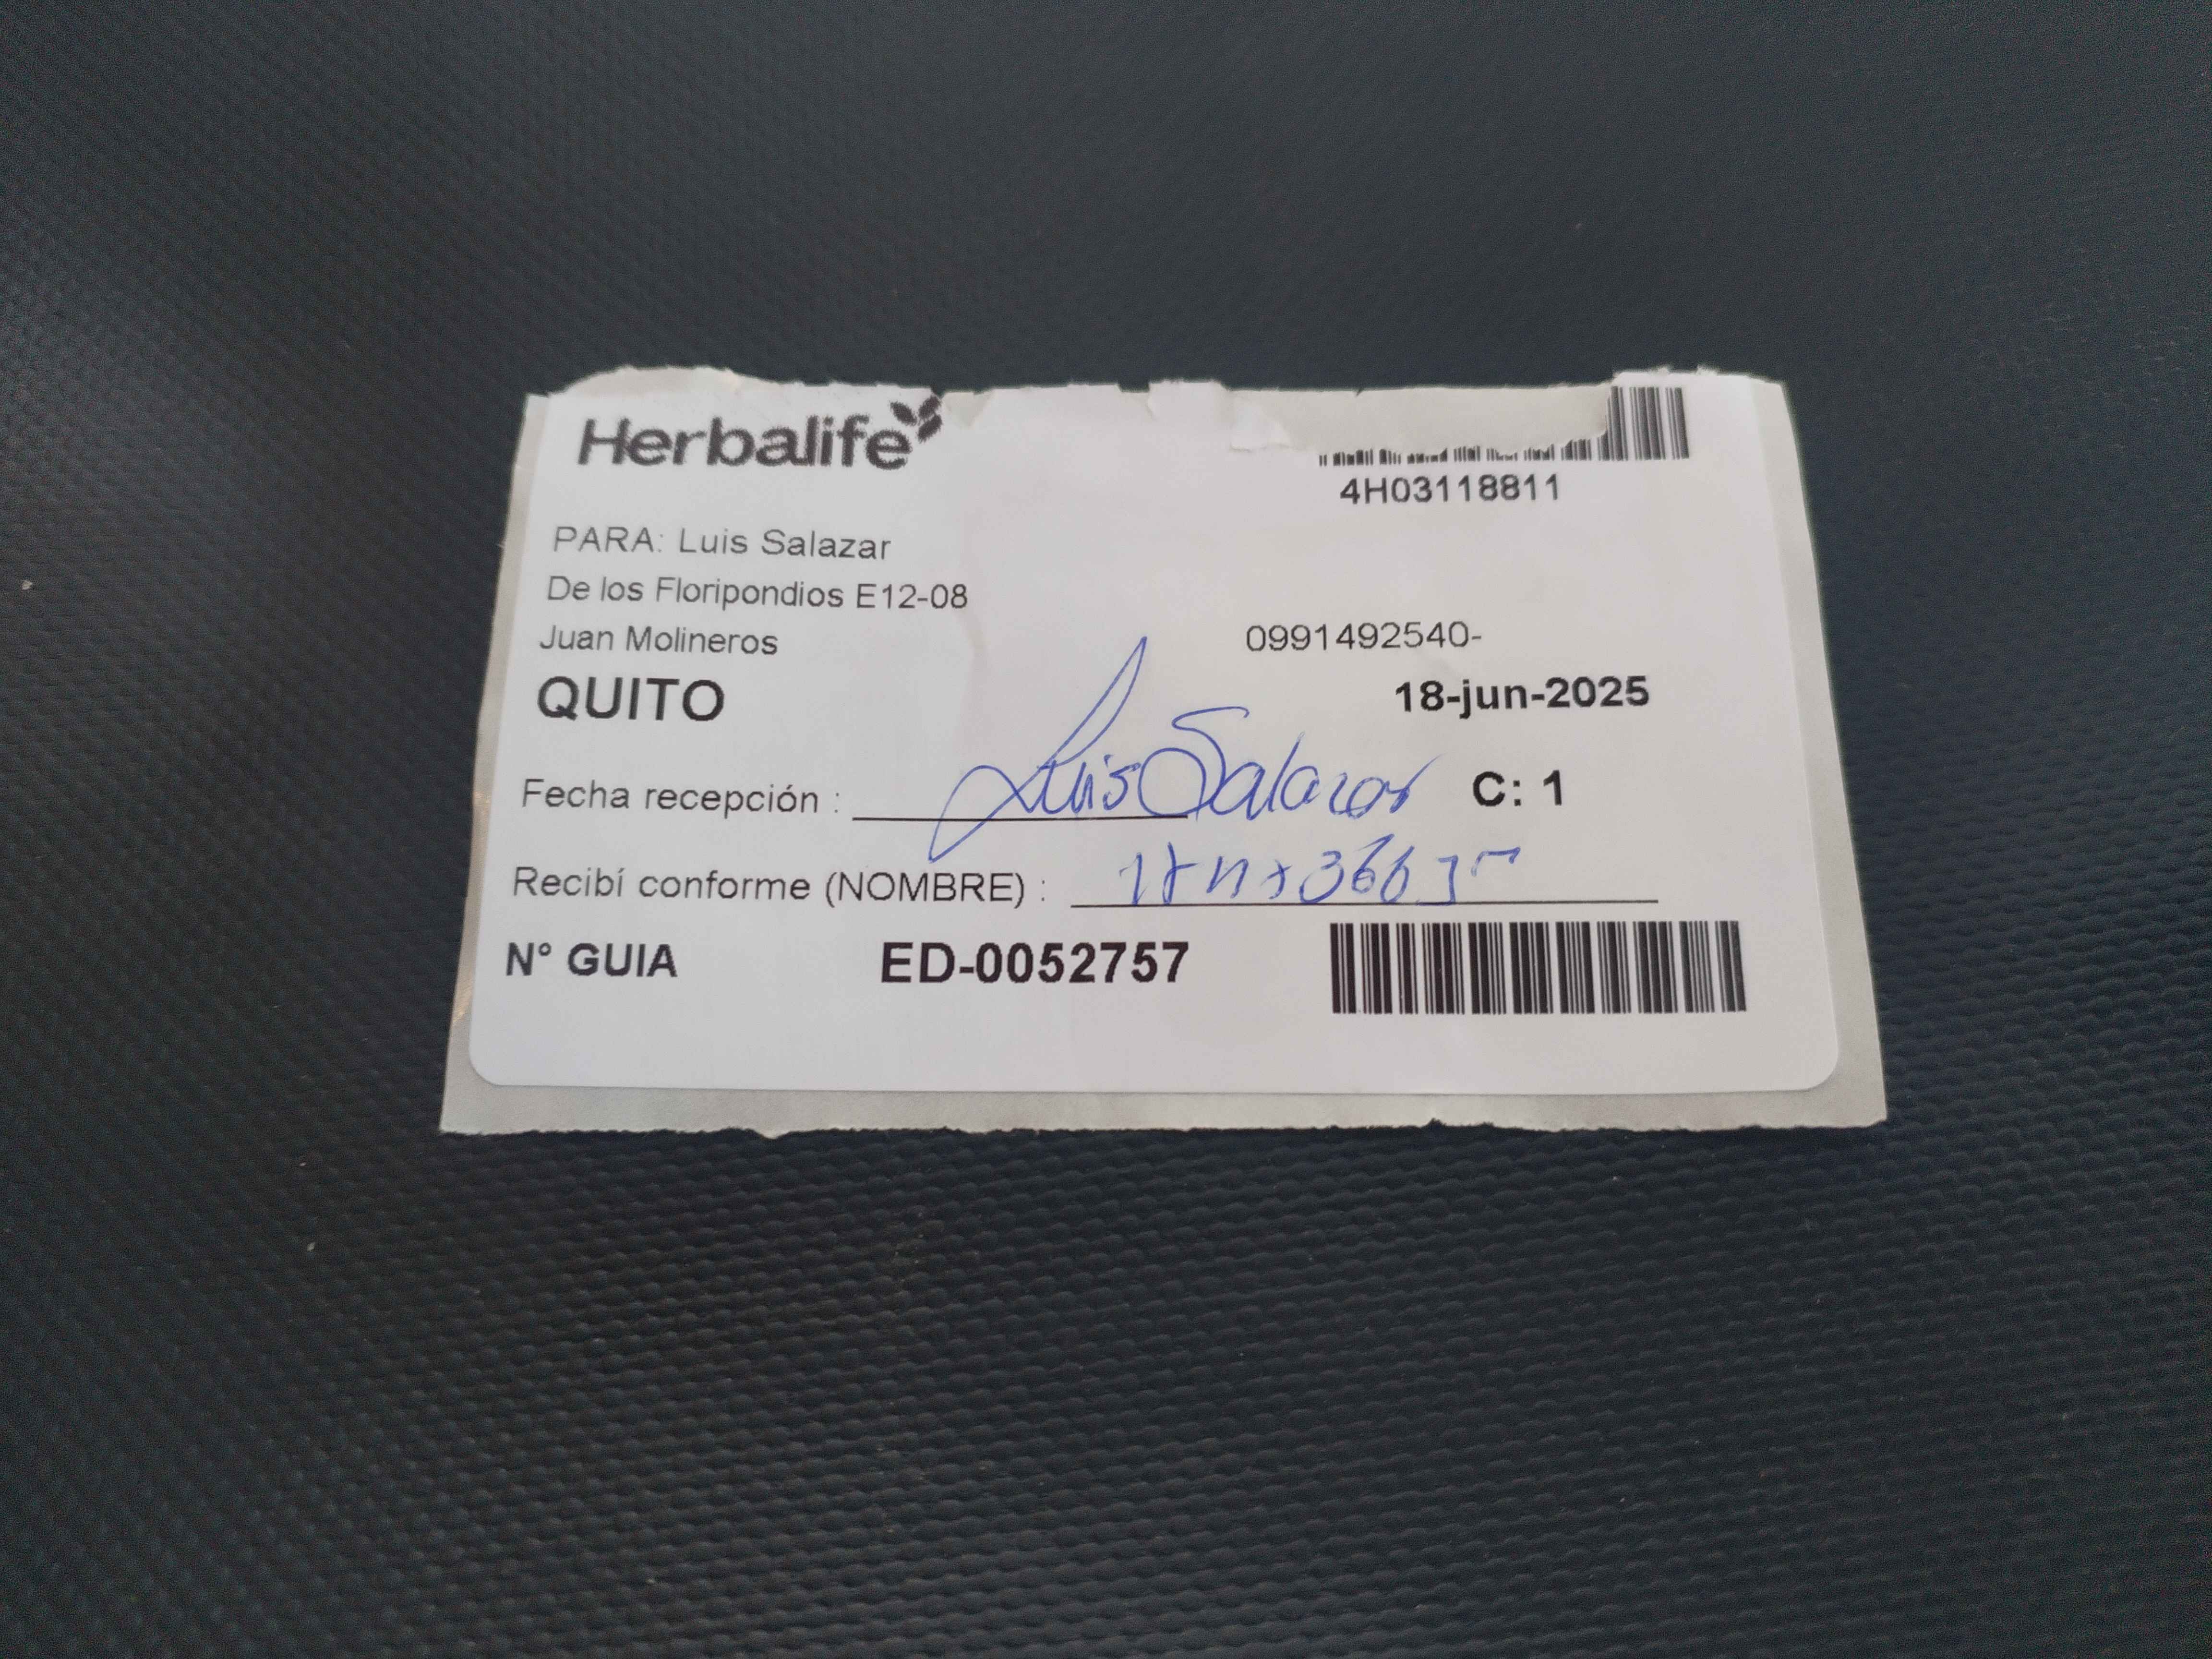 Herbalife
4H03118811
PARA: Luis Salazar
De los Floripondios E12-08
Juan Molineros
0991492540-
QUITO
18-jun-2025
Luis Salazar
Fecha recepción :
C: 1
Recibí conforme (NOMBRE) :
N° GUIA ED-0052757